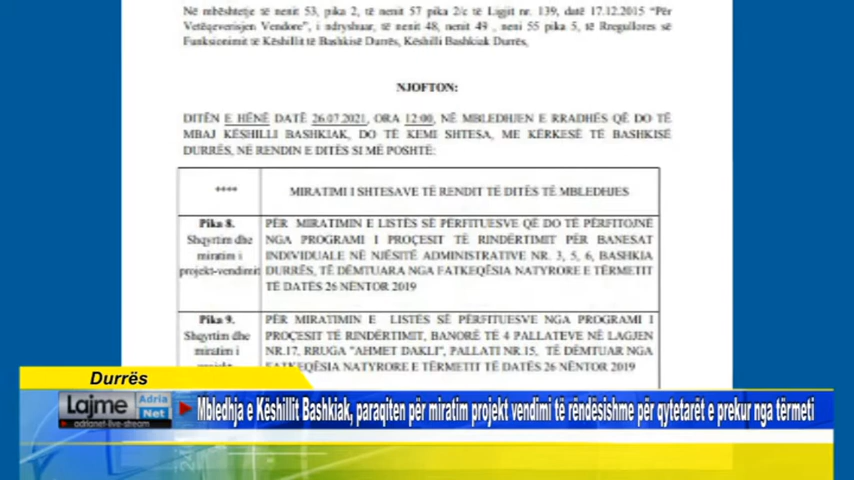 Në mbështetje të nenit 53, pika 2, të nenit 57 pika 2/c të Ligjit nr. 139, datë 17.12.2015 “Për
Vetëqeverisjen Vendore”, i ndryshuar, të nenit 48, nenit 49 , neni 55 pika 5, të Rregullores së
Funksionimit të Këshillit të Bashkisë Durrës, Këshilli Bashkiak Durrës,
NJOFTON:
DITËN E HËNË DATË 26.07.2021, ORA 12:00, NË MBLEDHJEN E RRADHËS QË DO TË
MBAJ KËSHILLI BASHKIAK, DO TË KEMI SHTESA, ME KËRKESË TË BASHKISË
DURRËS, NË RENDIN E DITËS SI MË POSHTË:
**** MIRATIMI I SHTESAVE TË RENDIT TË DITËS TË MBLEDHJES
Pika 8.
Shqyrtim dhe
miratim i
projekt-vendimit
PËR MIRATIMIN E LISTËS SË PËRFITUESVE QË DO TË PËRFITOJNË
NGA PROGRAMI I PROÇESIT TË RINDËRTIMIT PËR BANESAT
INDIVIDUALE NË NJËSITË ADMINISTRATIVE NR. 3, 5, 6, BASHKIA
DURRËS, TË DËMTUARA NGA FATKEQËSIA NATYRORE E TËRMETIT
TË DATËS 26 NËNTOR 2019
Pika 9.
Shqyrtim dhe
miratim i
PËR MIRATIMIN E LISTËS SË PËRFITUESVE NGA PROGRAMI I
PROÇESIT TË RINDËRTIMIT, BANORË TË 4 PALLATEVE NË LAGJEN
NR.17, RRUGA "AHMET DAKLI", PALLATI NR.15, TË DËMTUAR NGA
FATKEQËSIA NATYRORE E TËRMETIT TË DATËS 26 NËNTOR 2019
Durrës
Lajme Adria Net
adrianet-live-stream
Mbledhja e Këshillit Bashkiak, paraqiten për miratim projekt vendimi të rëndësishme për qytetarët e prekur nga tërmeti